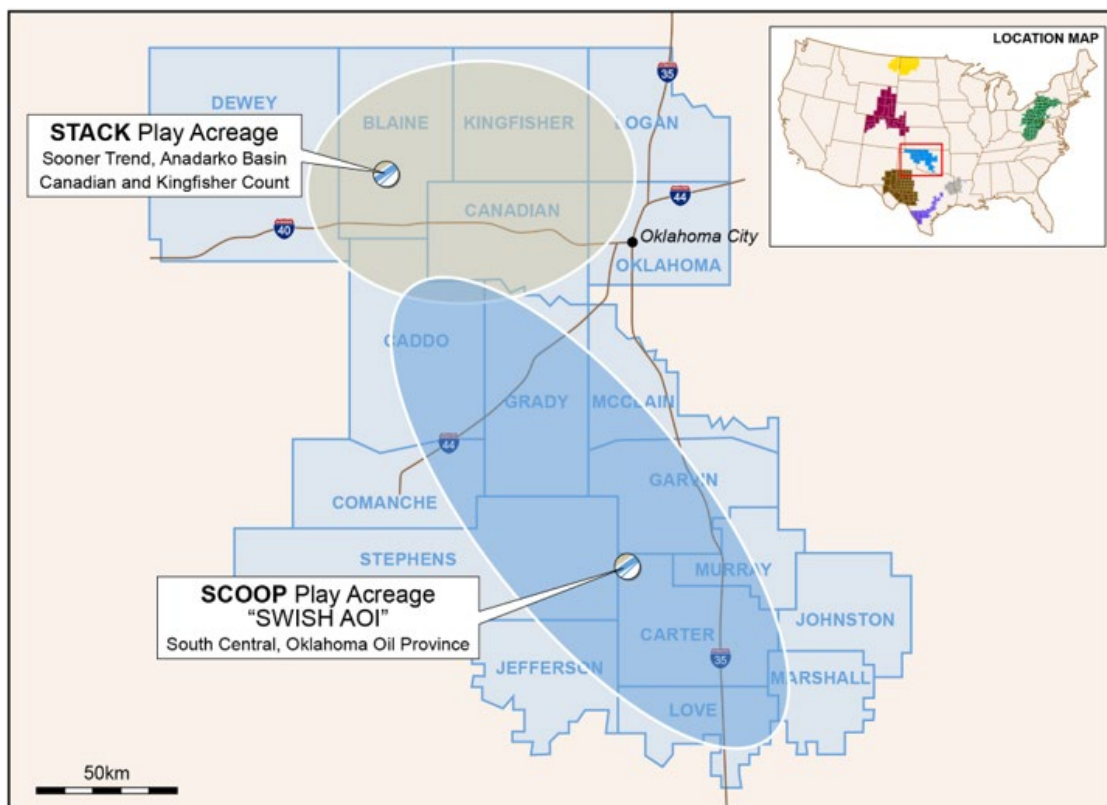 LOCATION MAP
35
DEWEY
BLAINE
KINGFISHER
LOGAN
STACK Play Acreage
Sooner Trend, Anadarko Basin
Canadian and Kingfisher Count
CANADIAN
44
40
Oklahoma City
OKLAHOMA
CADDO
GRADY
MCCLAIN
44
GARVIN
COMANCHE
STEPHENS
MURRAY
SCOOP Play Acreage
“SWISH AOI”
South Central, Oklahoma Oil Province
JOHNSTON
CARTER
35
JEFFERSON
MARSHALL
LOVE
50km